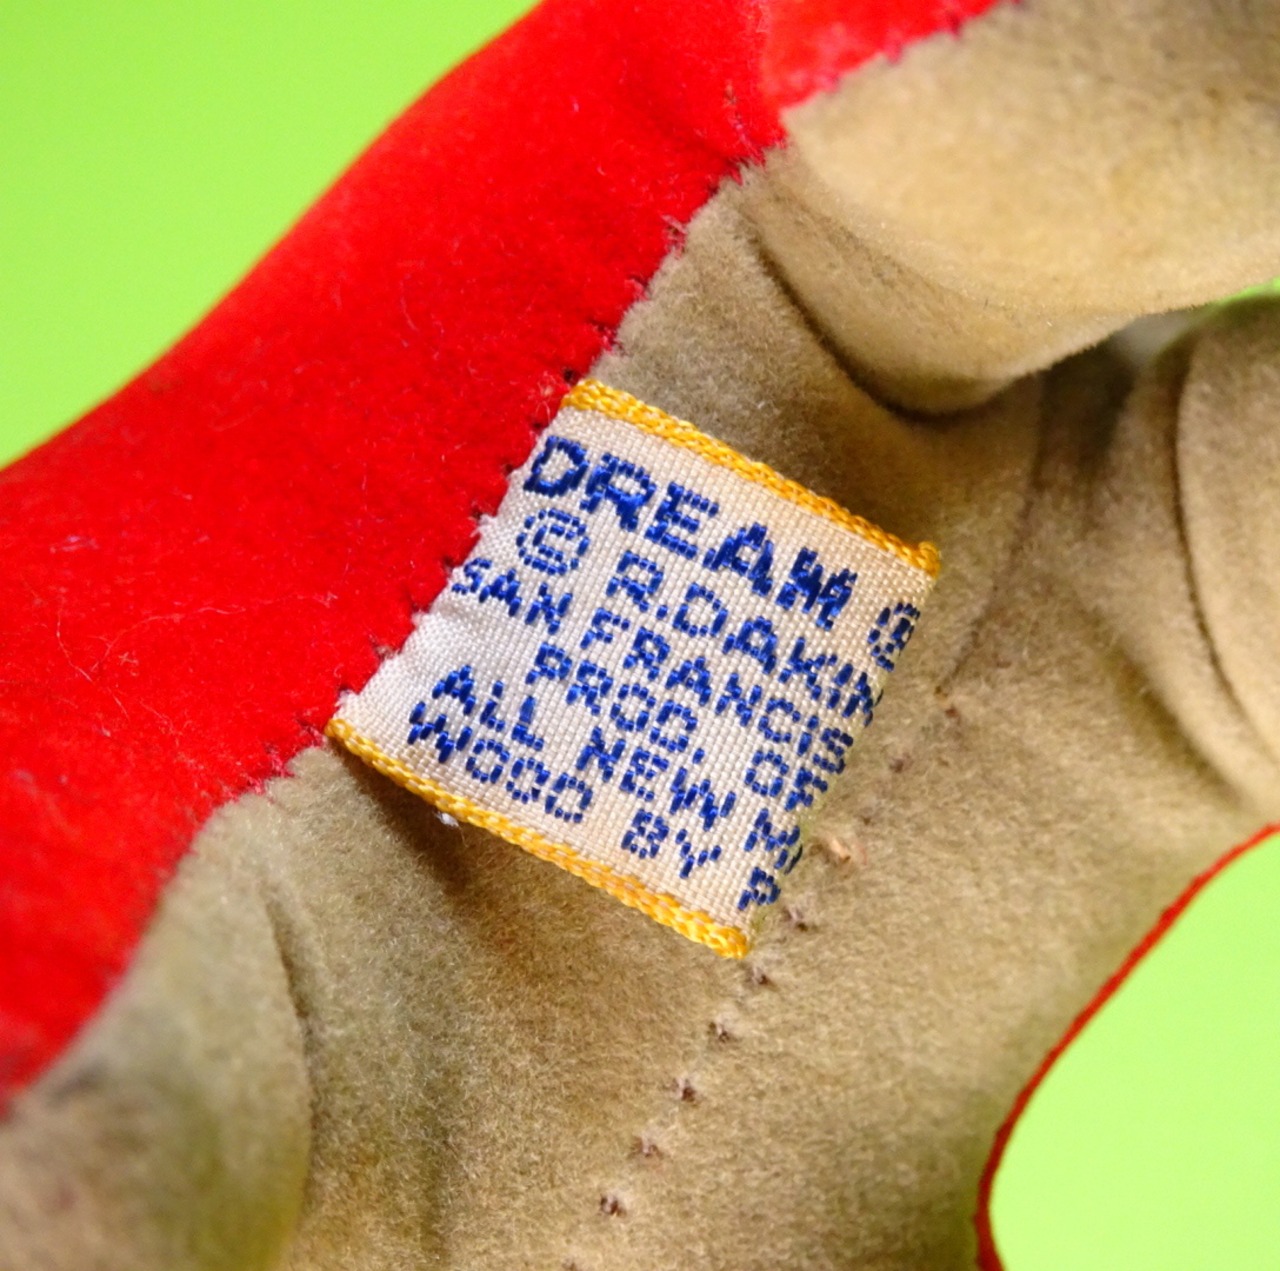 DREAM ®
© R.DAKIN
SAN FRANCIS
PROD. OF
ALL NEW M
WOOD BY P